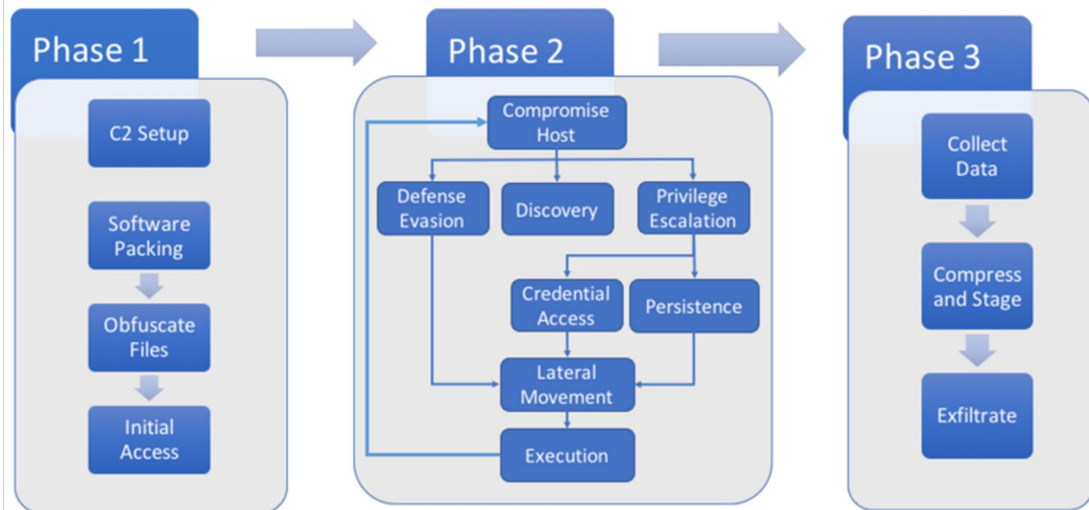 Phase 1
C2 Setup
Software
Packing
Obfuscate
Files
Initial
Access
Phase 2
Compromise
Host
Defense
Evasion
Discovery
Privilege
Escalation
Credential
Access
Persistence
Lateral
Movement
Execution
Phase 3
Collect
Data
Compress
and Stage
Exfiltrate